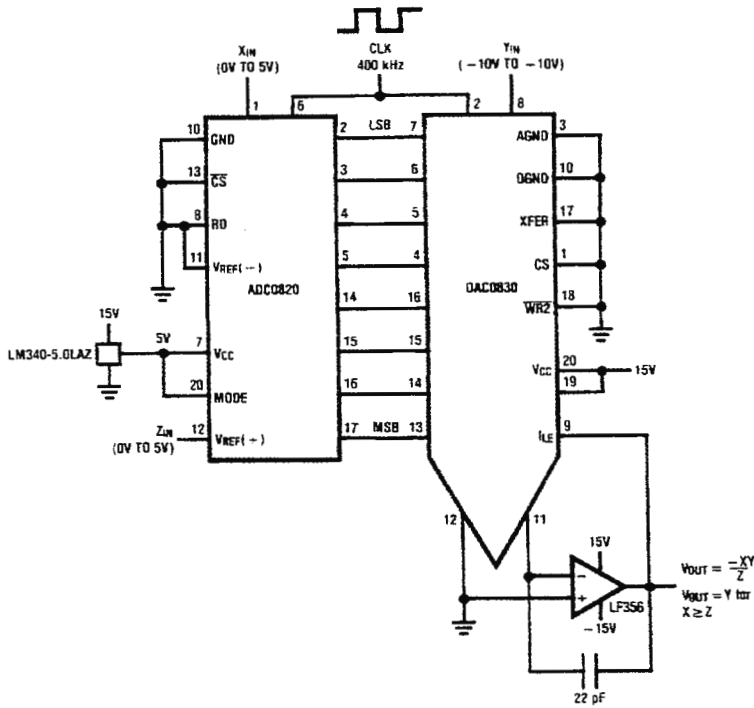 CLK
400 kHz
XIN
(0V TO 5V)
YIN
(−10V TO −10V)
1
6
2
8
10
GND
13
CS
8
RD
11
VREF(−)
ADC0820
15V
LM340-5.0LAZ
5V
7
VCC
20
MODE
ZIN
(0V TO 5V)
12
VREF(+)
2
LSB
7
3
6
4
5
5
4
14
16
15
15
16
14
17
MSB
13
DAC0830
AGND
3
DGND
10
XFER
17
CS
1
WR2
18
VCC
20
19
15V
ILE
9
12
11
15V
−
+
LF356
−15V
22 pF
VOUT = −XY
Z
VOUT = Y for
X ≥ Z